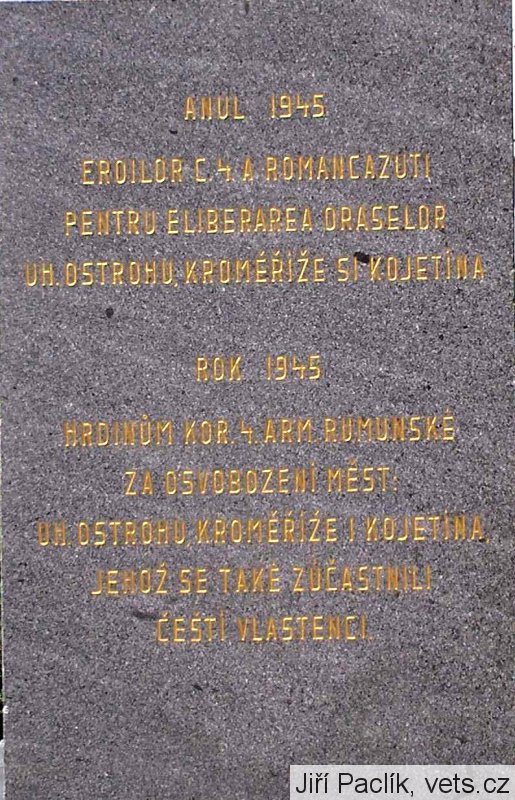 ANUL 1945
EROILOR C.4.A ROMANCAZUTI
PENTRU ELIBERAREA ORASELOR
UH. OSTROHU, KROMĚŘÍŽE SI KOJETÍNA
ROK 1945
HRDINŮM KOR. 4. ARM. RUMUNSKÉ
ZA OSVOBOZENÍ MĚST:
UH. OSTROHU, KROMĚŘÍŽE I KOJETÍNA,
JEHOŽ SE TAKÉ ZÚČASTNILI
ČEŠTÍ VLASTENCI.
Jiří Paclík, vets.cz